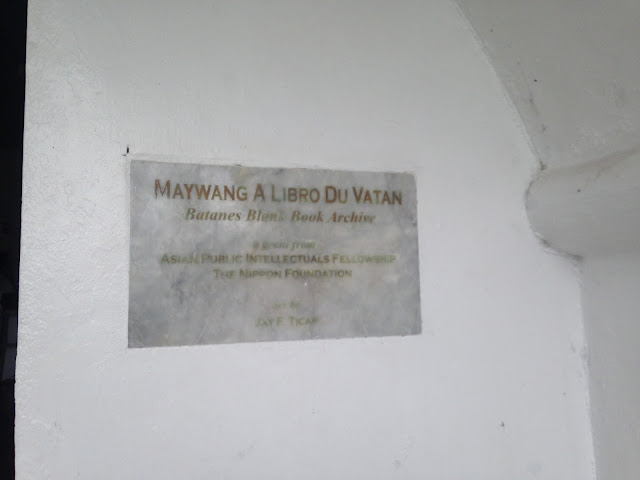 MAYWANG A LIBRO DU VATAN
Batanes Blank Book Archive
a grant from
ASIAN PUBLIC INTELLECTUALS FELLOWSHIP
THE NIPPON FOUNDATION
JAY F. TICAR